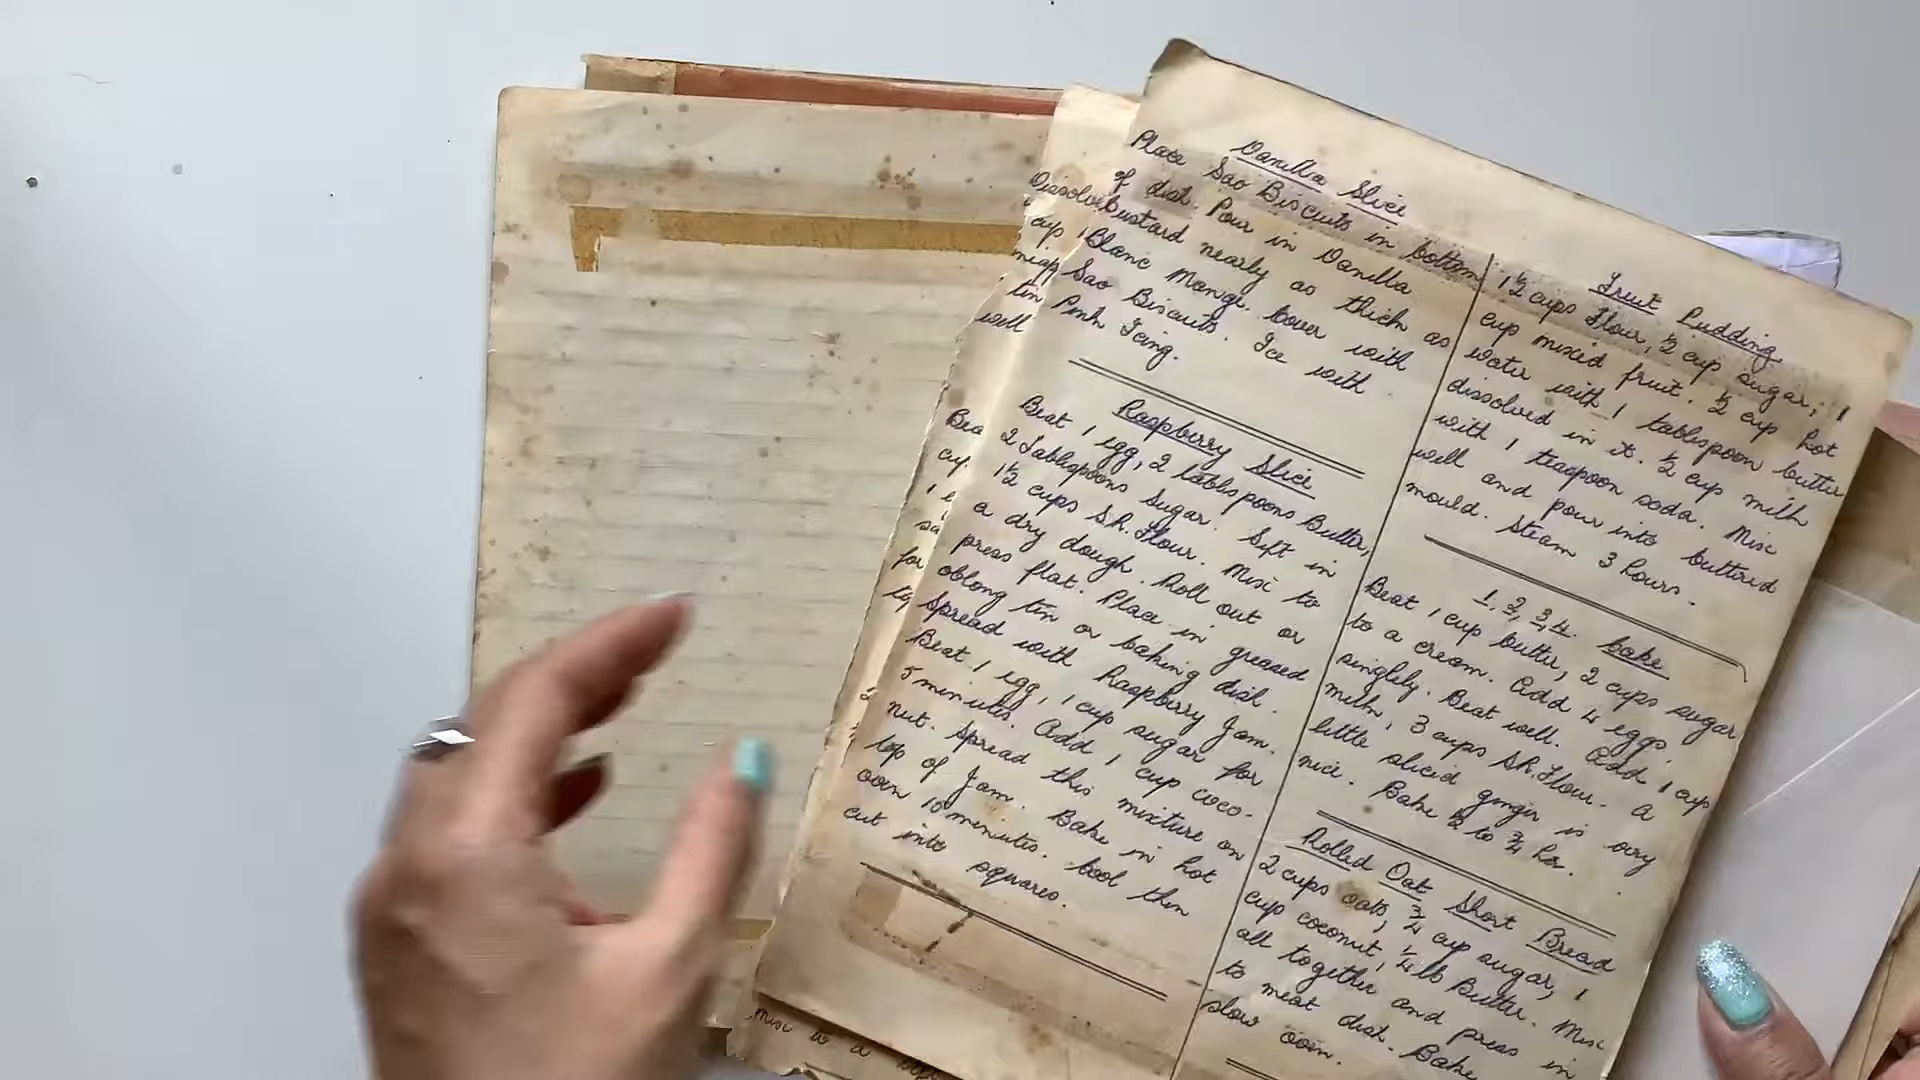 Vanilla Slice
Place Sao Biscuits in bottom
of dish. Pour in Vanilla
Custard nearly as thick as
Blanc Mange. Cover with
Sao Biscuits. Ice with
Pink Icing.
Raspberry Slice
Beat 1 egg, 2 tablespoons Butter,
2 Tablespoons Sugar. Sift in
1½ cups S.R. Flour. Mix to
a dry dough. Roll out or
press flat. Place in greased
oblong tin or baking dish.
Spread with Raspberry Jam.
Beat 1 egg, 1 cup sugar for
5 minutes. Add 1 cup coco-
nut. Spread this mixture on
top of Jam. Bake in hot
oven 10 minutes. Cool then
cut into squares.
Fruit Pudding
1½ cups Flour, ½ cup sugar, 1
cup mixed fruit. ½ cup hot
water with 1 tablespoon butter
dissolved in it. ½ cup milk
with 1 teaspoon soda. Mix
well and pour into buttered
mould. Steam 3 hours.
1, 2, 3, 4. Cake
Beat 1 cup butter, 2 cups sugar
to a cream. Add 4 eggs,
singlely. Beat well. Add 1 cup
milk, 3 cups S.R. Flour. A
little sliced ginger is very
nice. Bake ½ to ¾ hr.
Rolled Oat Short Bread
2 cups oats, ¾ cup sugar, 1
cup coconut, ¼ lb Butter. Mix
all together and press in
to meat dish. Bake
slow oven.
Dissolve
cup
tin
well
Bea
cu
for
mix to a